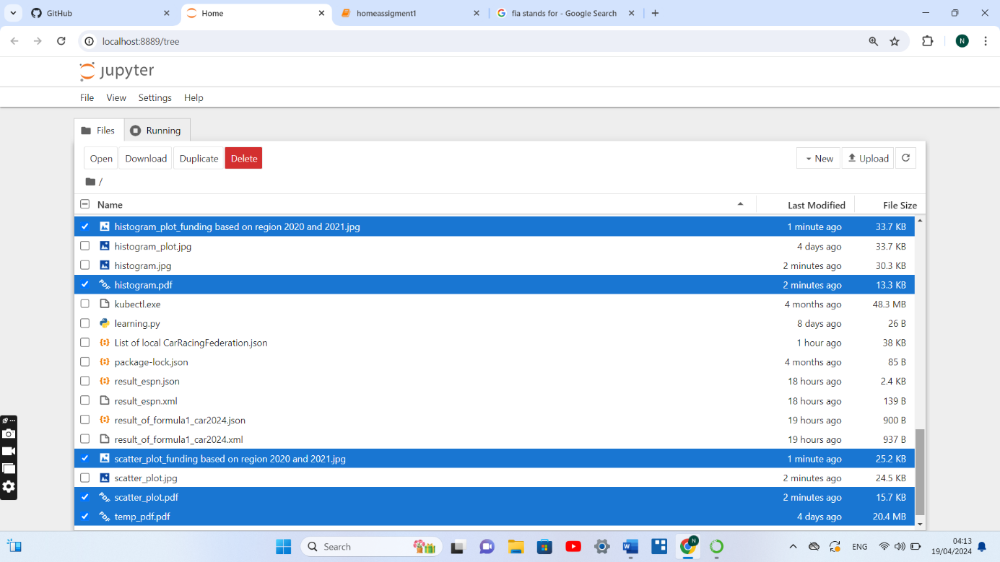 GitHub
Home
homeassigment1
fia stands for - Google Search
localhost:8889/tree
N
jupyter
File View Settings Help
Files Running
Open Download Duplicate Delete New Upload
/
Name Last Modified File Size
histogram_plot_funding based on region 2020 and 2021.jpg 1 minute ago 33.7 KB
histogram_plot.jpg 4 days ago 33.7 KB
histogram.jpg 2 minutes ago 30.3 KB
PDF histogram.pdf 2 minutes ago 13.3 KB
kubectl.exe 4 months ago 48.3 MB
learning.py 8 days ago 26 B
List of local CarRacingFederation.json 1 hour ago 38 KB
package-lock.json 4 months ago 85 B
result_espn.json 18 hours ago 2.4 KB
result_espn.xml 18 hours ago 139 B
result_of_formula1_car2024.json 19 hours ago 900 B
result_of_formula1_car2024.xml 19 hours ago 937 B
scatter_plot_funding based on region 2020 and 2021.jpg 1 minute ago 25.2 KB
scatter_plot.jpg 2 minutes ago 24.5 KB
PDF scatter_plot.pdf 2 minutes ago 15.7 KB
PDF temp_pdf.pdf 4 days ago 20.4 MB
Search
N
ENG
04:13
19/04/2024